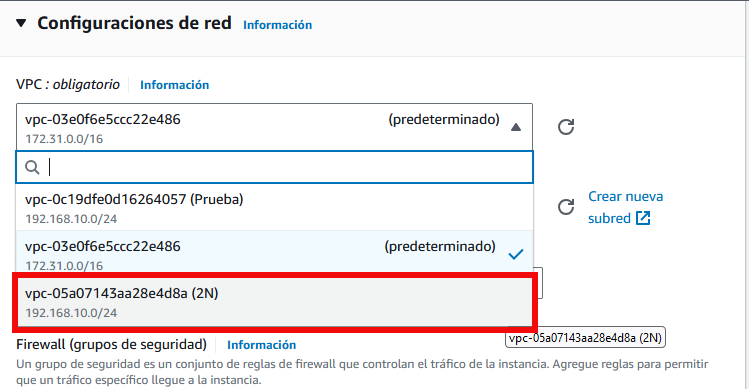 Configuraciones de red Información
VPC : obligatorio Información
vpc-03e0f6e5ccc22e486 (predeterminado)
172.31.0.0/16
vpc-0c19dfe0d16264057 (Prueba)
192.168.10.0/24
Crear nueva
subred
vpc-03e0f6e5ccc22e486 (predeterminado)
172.31.0.0/16
vpc-05a07143aa28e4d8a (2N)
192.168.10.0/24
vpc-05a07143aa28e4d8a (2N)
Firewall (grupos de seguridad) Información
Un grupo de seguridad es un conjunto de reglas de firewall que controlan el tráfico de la instancia. Agregue reglas para permitir
que un tráfico específico llegue a la instancia.